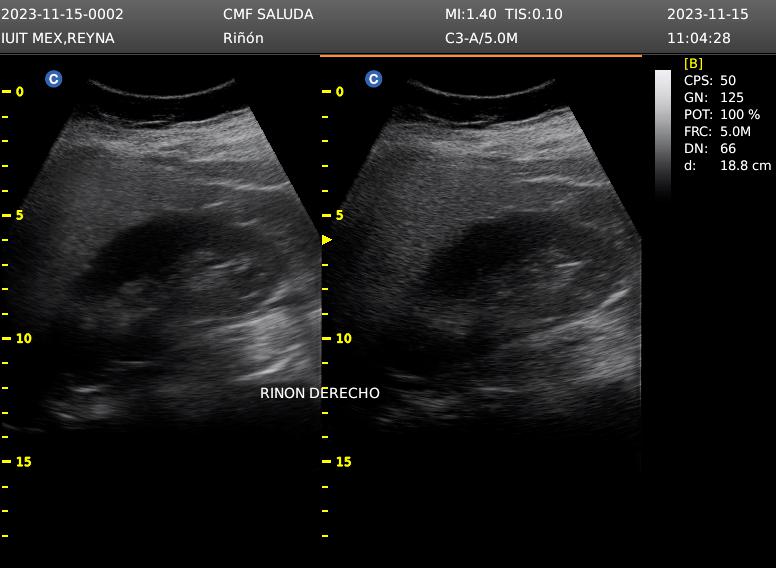 2023-11-15-0002 CMF SALUDA MI:1.40 TIS:0.10 2023-11-15
IUIT MEX,REYNA Riñón C3-A/5.0M 11:04:28
C
C
[B]
CPS: 50
GN: 125
POT: 100 %
FRC: 5.0M
DN: 66
d: 18.8 cm
0 0
5 5
10 10
RINON DERECHO
15 15